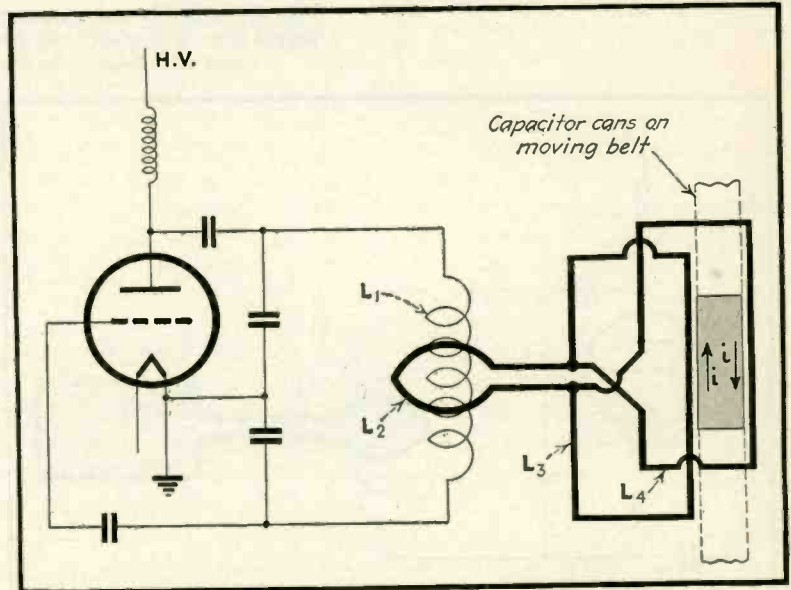 H.V.
Capacitor cans on
moving belt
L1
L2
L3
L4
i
i